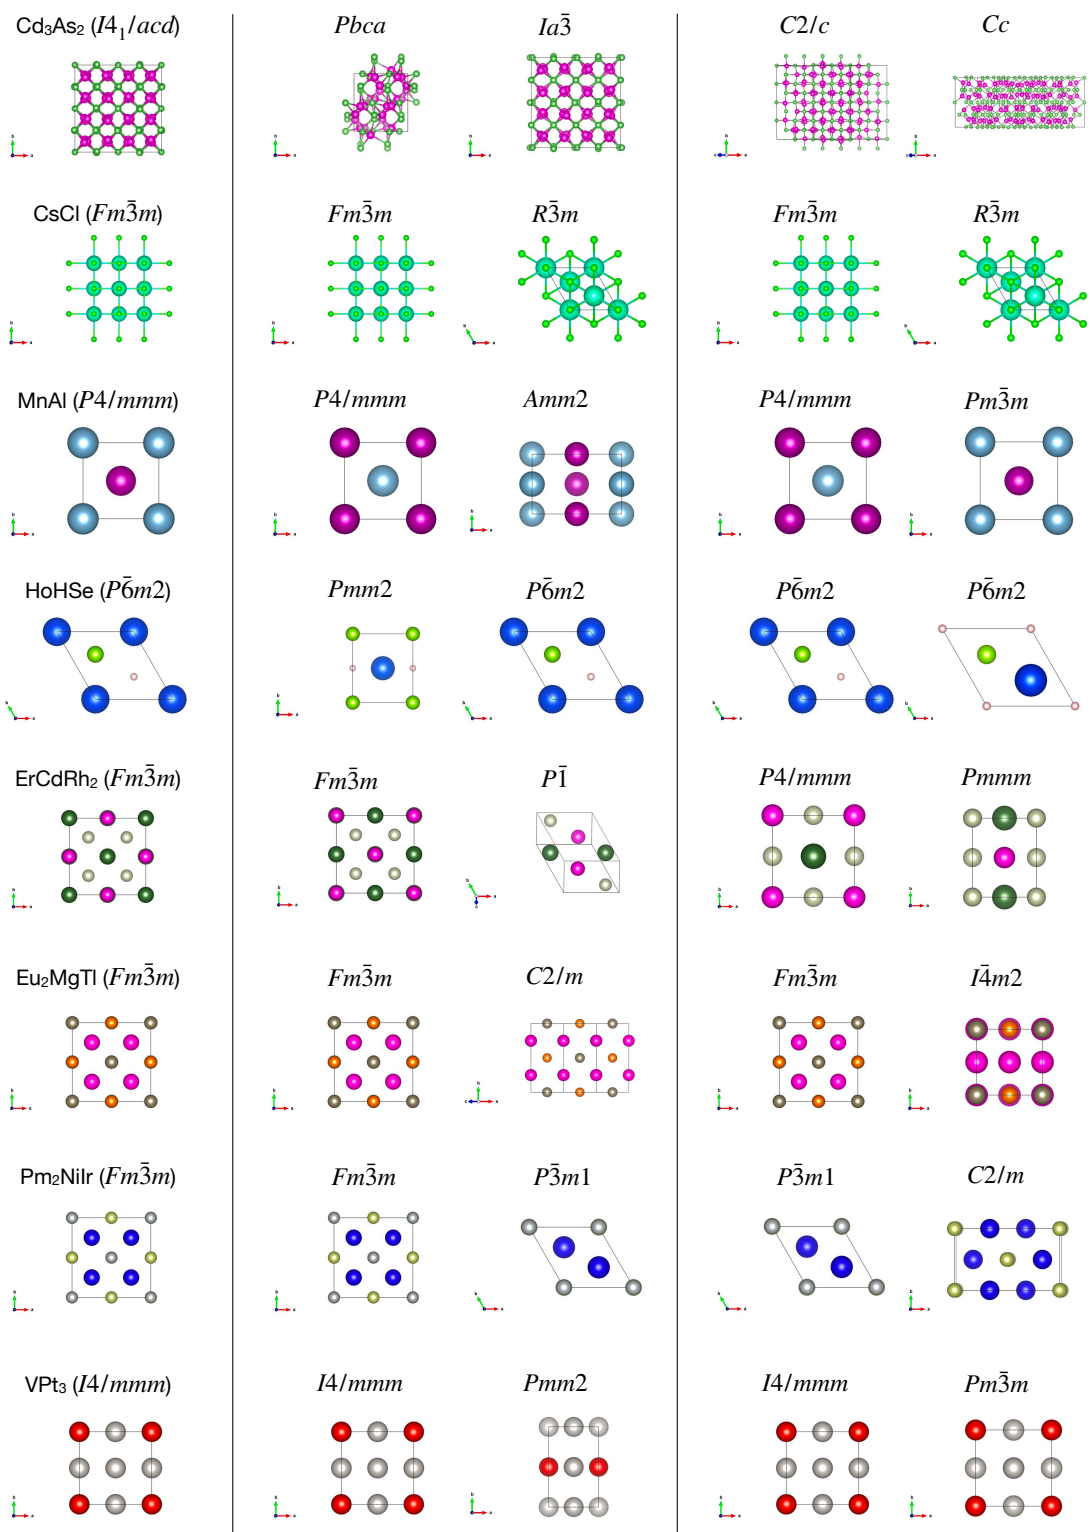 Cd₃As₂ (I4₁/acd) Pbca Ia3̄ C2/c Cc
CsCl (Fm3̄m) Fm3̄m R3̄m Fm3̄m R3̄m
MnAl (P4/mmm) P4/mmm Amm2 P4/mmm Pm3̄m
HoHSe (P6̄m2) Pmm2 P6̄m2 P6̄m2 P6̄m2
ErCdRh₂ (Fm3̄m) Fm3̄m P1̄ P4/mmm Pmmm
Eu₂MgTl (Fm3̄m) Fm3̄m C2/m Fm3̄m I4̄m2
Pm₂NiIr (Fm3̄m) Fm3̄m P3̄m1 P3̄m1 C2/m
VPt₃ (I4/mmm) I4/mmm Pmm2 I4/mmm Pm3̄m